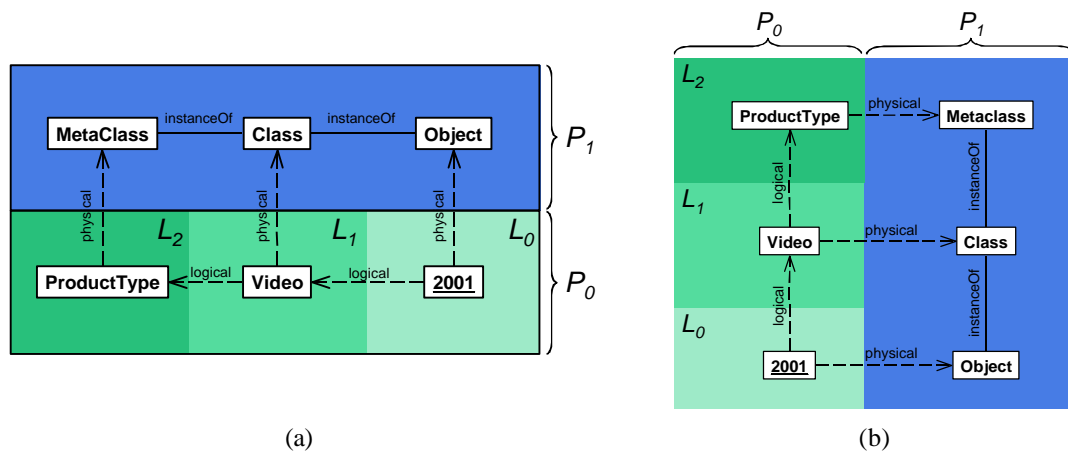 instanceOf instanceOf
MetaClass Class Object
P1
physical physical physical
L2 L1 L0
logical logical
ProductType Video 2001
P0
(a)
P0 P1
L2
physical
ProductType Metaclass
logical instanceOf
L1
physical
Video Class
logical instanceOf
L0
physical
2001 Object
(b)